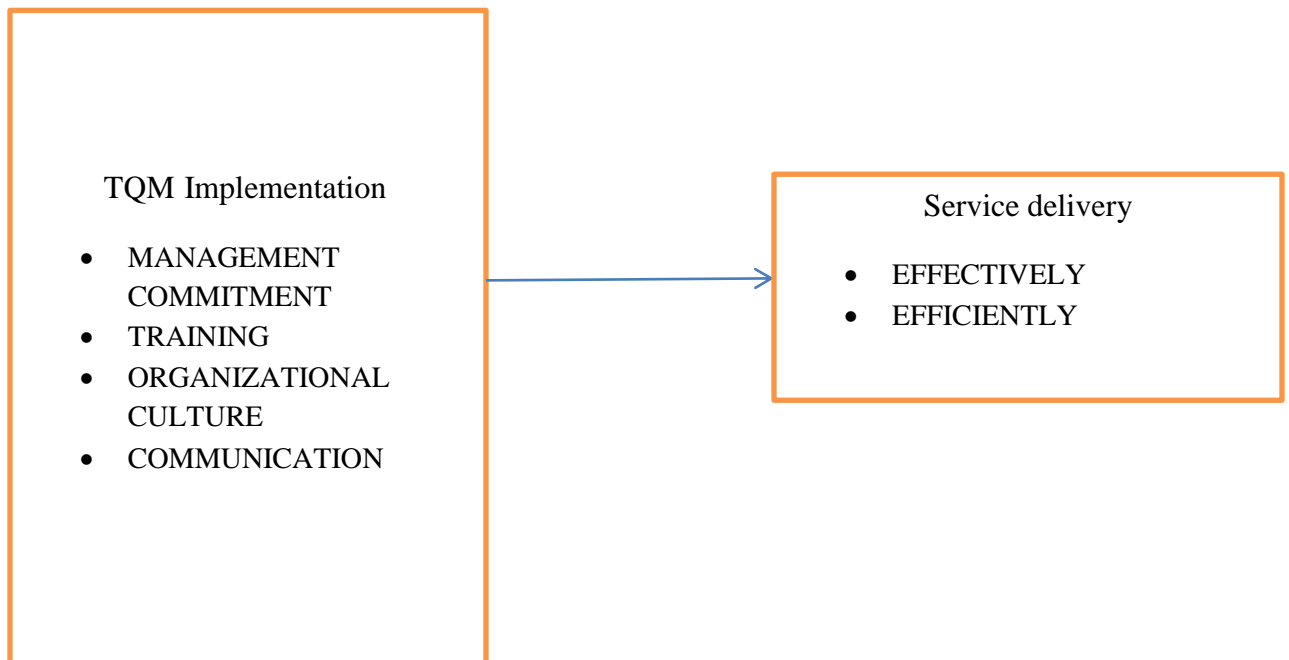 TQM Implementation
• MANAGEMENT
COMMITMENT
• TRAINING
• ORGANIZATIONAL
CULTURE
• COMMUNICATION
Service delivery
• EFFECTIVELY
• EFFICIENTLY